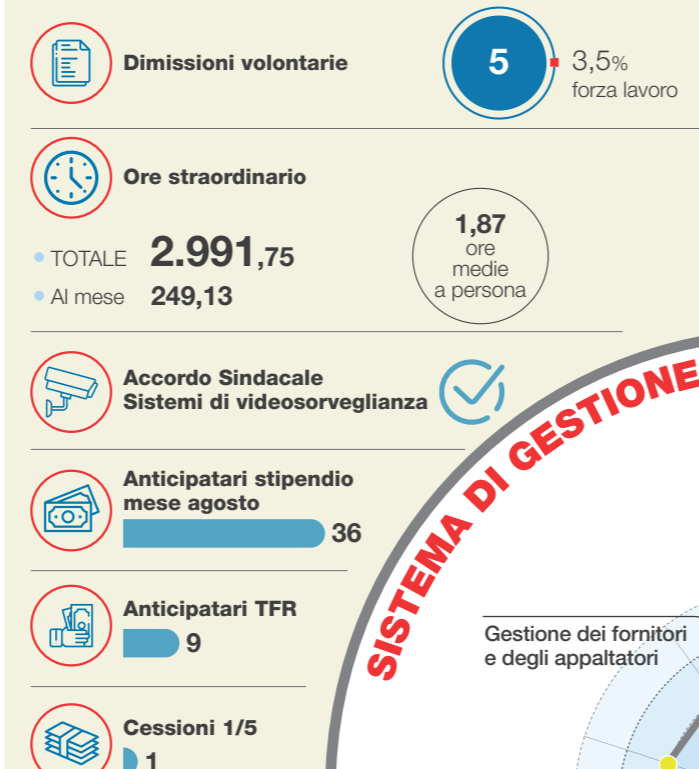 Dimissioni volontarie
5
3,5%
forza lavoro
Ore straordinario
TOTALE 2.991,75
Al mese 249,13
1,87
ore
medie
a persona
Accordo Sindacale
Sistemi di videosorveglianza
Anticipatari stipendio
mese agosto
36
Anticipatari TFR
9
Cessioni 1/5
1
SISTEMA DI GESTIONE
Gestione dei fornitori
e degli appaltatori